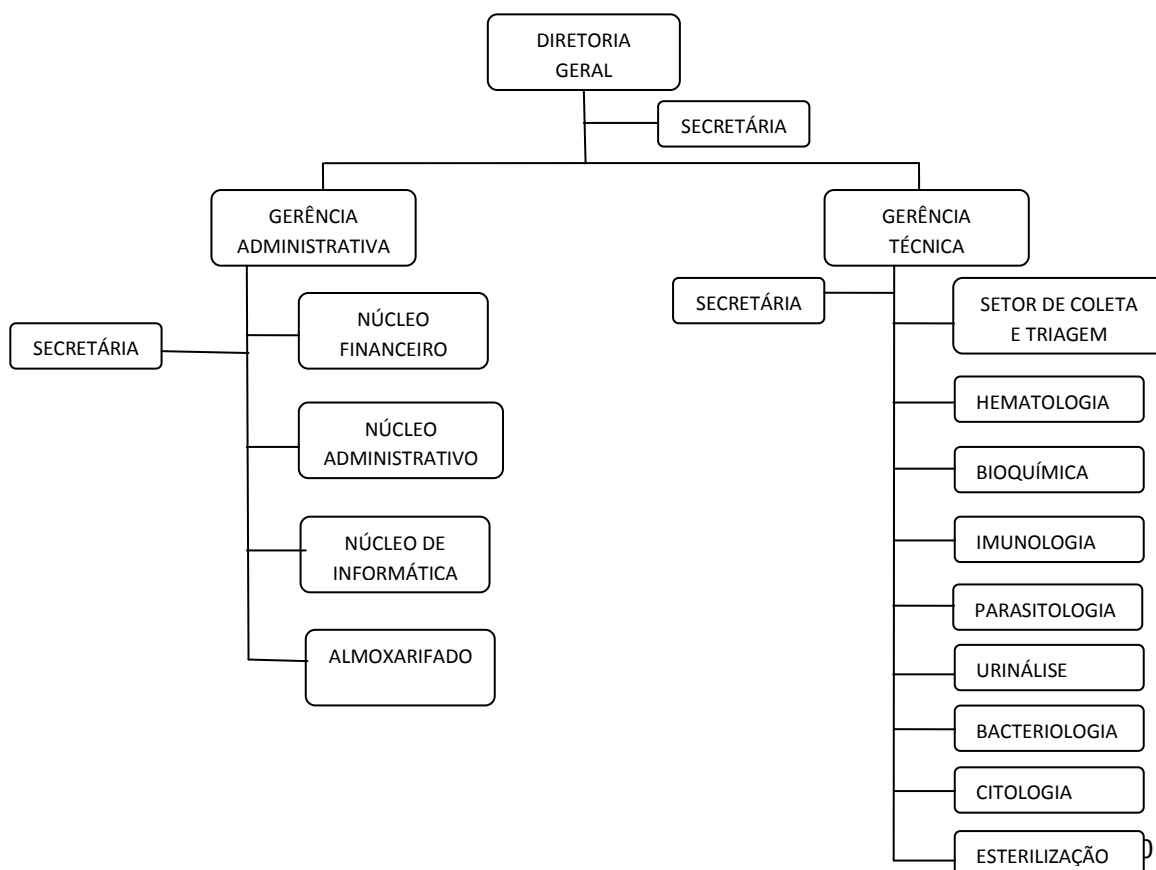 DIRETORIA
GERAL
SECRETÁRIA
GERÊNCIA
ADMINISTRATIVA
GERÊNCIA
TÉCNICA
SECRETÁRIA
NÚCLEO
FINANCEIRO
NÚCLEO
ADMINISTRATIVO
NÚCLEO DE
INFORMÁTICA
ALMOXARIFADO
SECRETÁRIA
SETOR DE COLETA
E TRIAGEM
HEMATOLOGIA
BIOQUÍMICA
IMUNOLOGIA
PARASITOLOGIA
URINÁLISE
BACTERIOLOGIA
CITOLOGIA
ESTERILIZAÇÃO